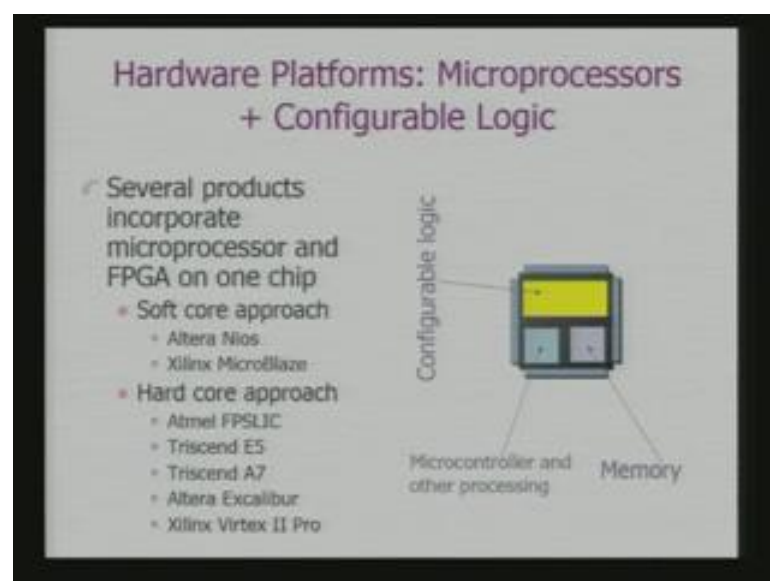 Hardware Platforms: Microprocessors
+ Configurable Logic
Several products
incorporate
microprocessor and
FPGA on one chip
Soft core approach
Altera Nios
Xilinx MicroBlaze
Hard core approach
Atmel FPSLIC
Triscend E5
Triscend A7
Altera Excalibur
Xilinx Virtex II Pro
Configurable logic
Microcontroller and
other processing
Memory